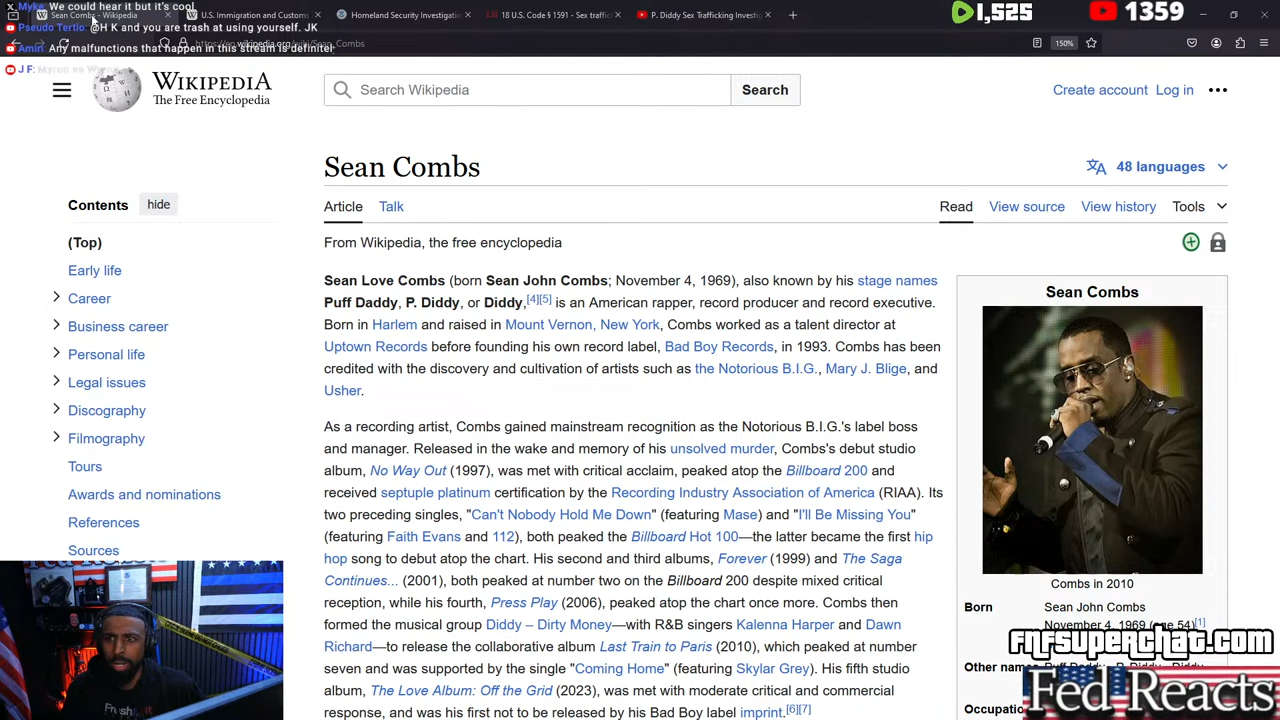 Myke: We could hear it but it's cool
Pseudo Tertio: @H K and you are trash at using yourself. JK
Amin: Any malfunctions that happen in this stream is definitel
J F: Myron vs Wyron
Sean Combs - Wikipedia
U.S. Immigration and Customs
Homeland Security Investig
U.S. Code § 1591 - Sex traffic
P. Diddy Sex Trafficking
1,525
1359
150%
WIKIPEDIA
The Free Encyclopedia
Search Wikipedia
Search
Create account
Log in
Sean Combs
48 languages
Contents
hide
(Top)
Early life
Career
Business career
Personal life
Legal issues
Discography
Filmography
Tours
Awards and nominations
References
Sources
Article
Talk
Read
View source
View history
Tools
From Wikipedia, the free encyclopedia
Sean Love Combs (born Sean John Combs; November 4, 1969), also known by his stage names
Puff Daddy, P. Diddy, or Diddy,[4][5] is an American rapper, record producer and record executive.
Born in Harlem and raised in Mount Vernon, New York, Combs worked as a talent director at
Uptown Records before founding his own record label, Bad Boy Records, in 1993. Combs has been
credited with the discovery and cultivation of artists such as the Notorious B.I.G., Mary J. Blige, and
Usher.
As a recording artist, Combs gained mainstream recognition as the Notorious B.I.G.'s label boss
and manager. Released in the wake and memory of his unsolved murder, Combs's debut studio
album, No Way Out (1997), was met with critical acclaim, peaked atop the Billboard 200 and
received septuple platinum certification by the Recording Industry Association of America (RIAA). Its
two preceding singles, "Can't Nobody Hold Me Down" (featuring Mase) and "I'll Be Missing You"
(featuring Faith Evans and 112), both peaked the Billboard Hot 100—the latter became the first hip
hop song to debut atop the chart. His second and third albums, Forever (1999) and The Saga
Continues... (2001), both peaked at number two on the Billboard 200 despite mixed critical
reception, while his fourth, Press Play (2006), peaked atop the chart once more. Combs then
formed the musical group Diddy – Dirty Money—with R&B singers Kalenna Harper and Dawn
Richard—to release the collaborative album Last Train to Paris (2010), which peaked at number
seven and was supported by the single "Coming Home" (featuring Skylar Grey). His fifth studio
album, The Love Album: Off the Grid (2023), was met with moderate critical and commercial
response, and was his first not to be released by his Bad Boy label imprint.[6][7]
Sean Combs
Combs in 2010
Born
Sean John Combs
November 4, 1969 (age 54)[1]
Other names
Occupatio
FNFSUPERCHAT.COM
Fed Reacts